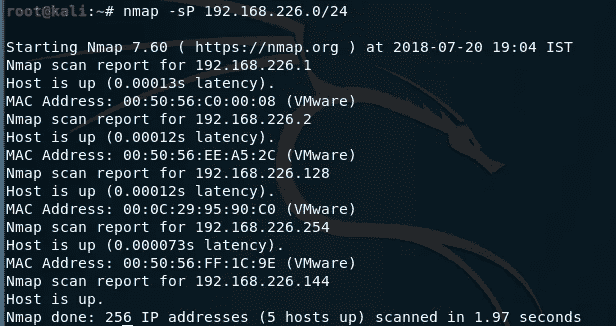 root@kali:~# nmap -sP 192.168.226.0/24
Starting Nmap 7.60 ( https://nmap.org ) at 2018-07-20 19:04 IST
Nmap scan report for 192.168.226.1
Host is up (0.00013s latency).
MAC Address: 00:50:56:C0:00:08 (VMware)
Nmap scan report for 192.168.226.2
Host is up (0.00012s latency).
MAC Address: 00:50:56:EE:A5:2C (VMware)
Nmap scan report for 192.168.226.128
Host is up (0.00012s latency).
MAC Address: 00:0C:29:95:90:C0 (VMware)
Nmap scan report for 192.168.226.254
Host is up (0.000073s latency).
MAC Address: 00:50:56:FF:1C:9E (VMware)
Nmap scan report for 192.168.226.144
Host is up.
Nmap done: 256 IP addresses (5 hosts up) scanned in 1.97 seconds